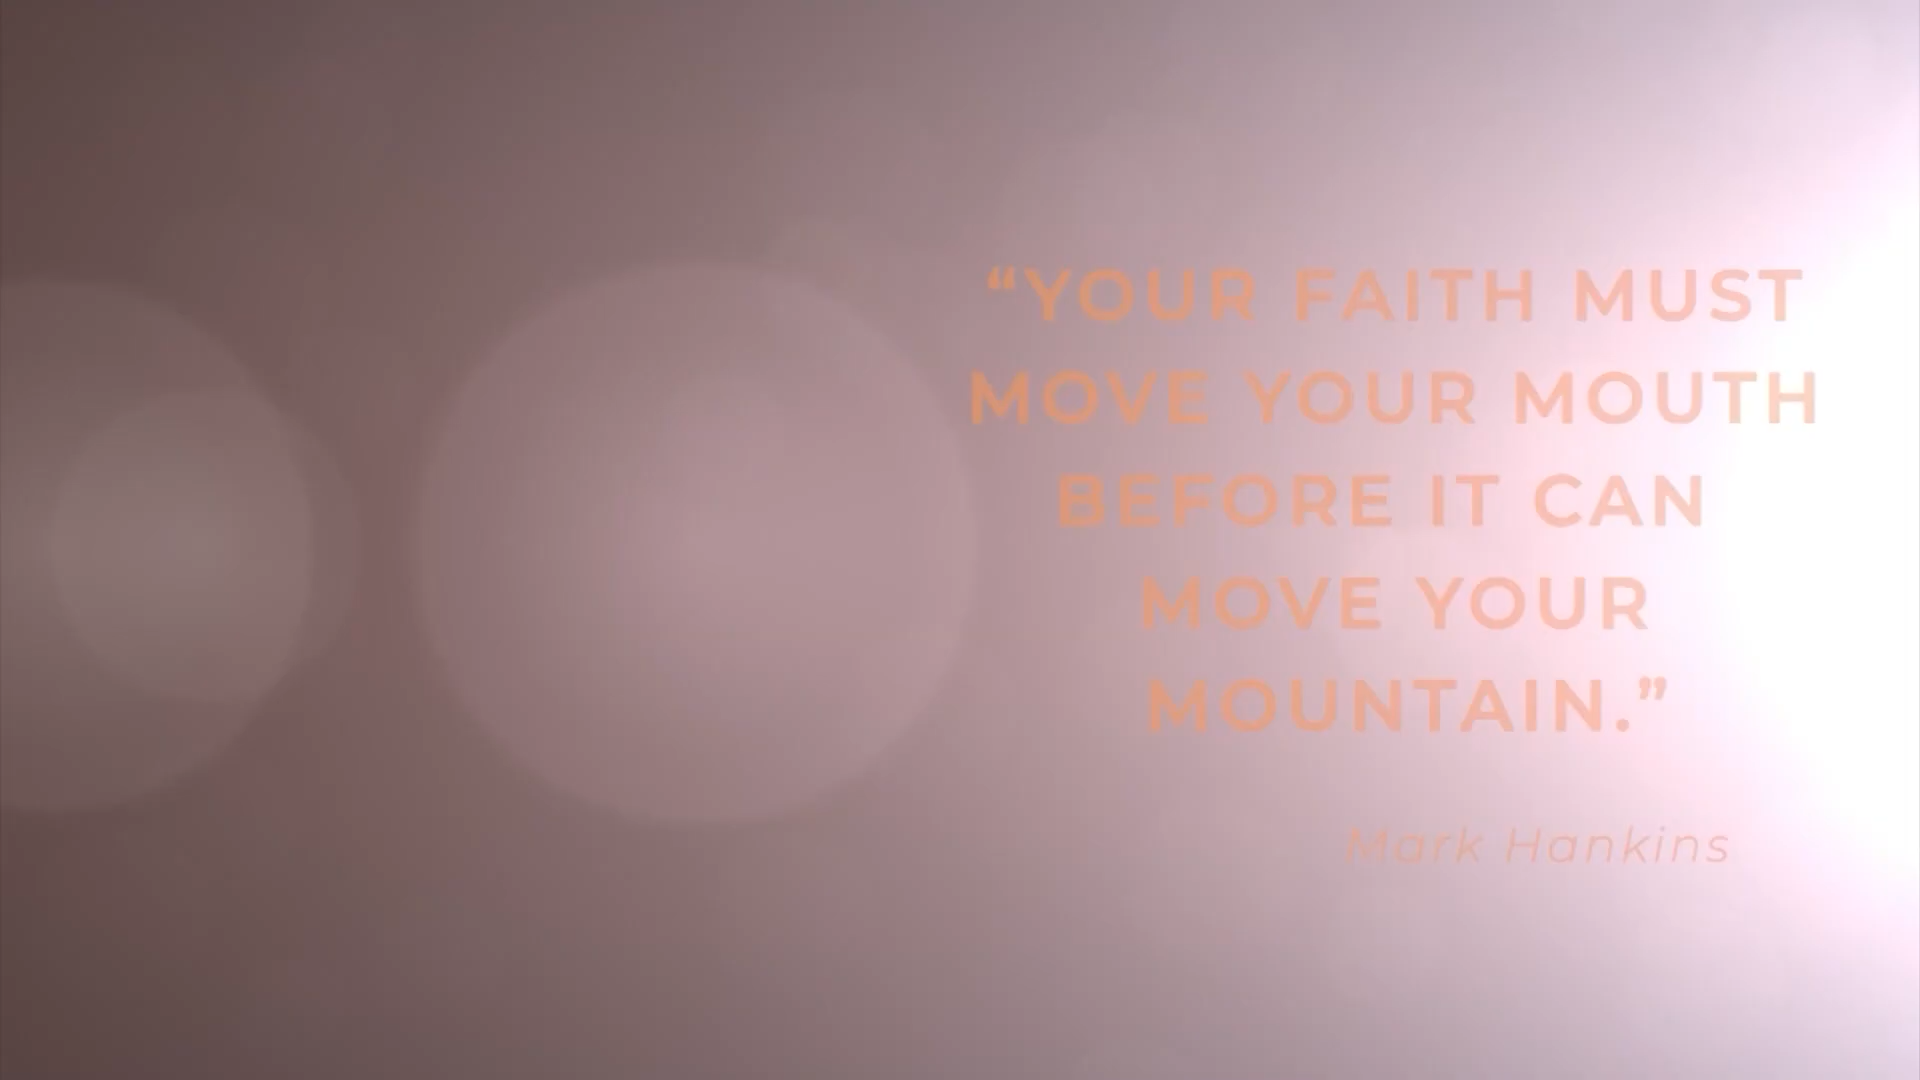 “YOUR FAITH MUST
MOVE YOUR MOUTH
BEFORE IT CAN
MOVE YOUR
MOUNTAIN.”
Mark Hankins